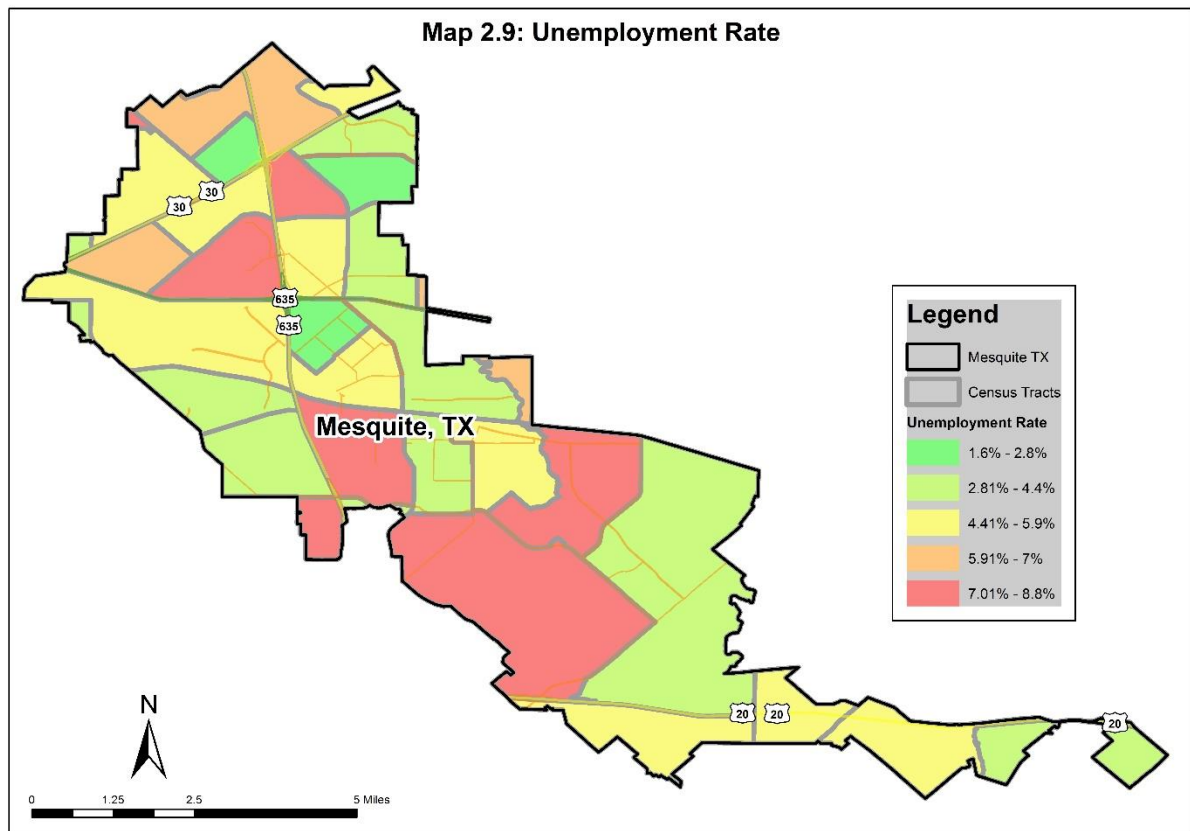 Map 2.9: Unemployment Rate
30
30
635
635
Mesquite, TX
20
20
20
Legend
Mesquite TX
Census Tracts
Unemployment Rate
1.6% - 2.8%
2.81% - 4.4%
4.41% - 5.9%
5.91% - 7%
7.01% - 8.8%
N
0 1.25 2.5 5 Miles